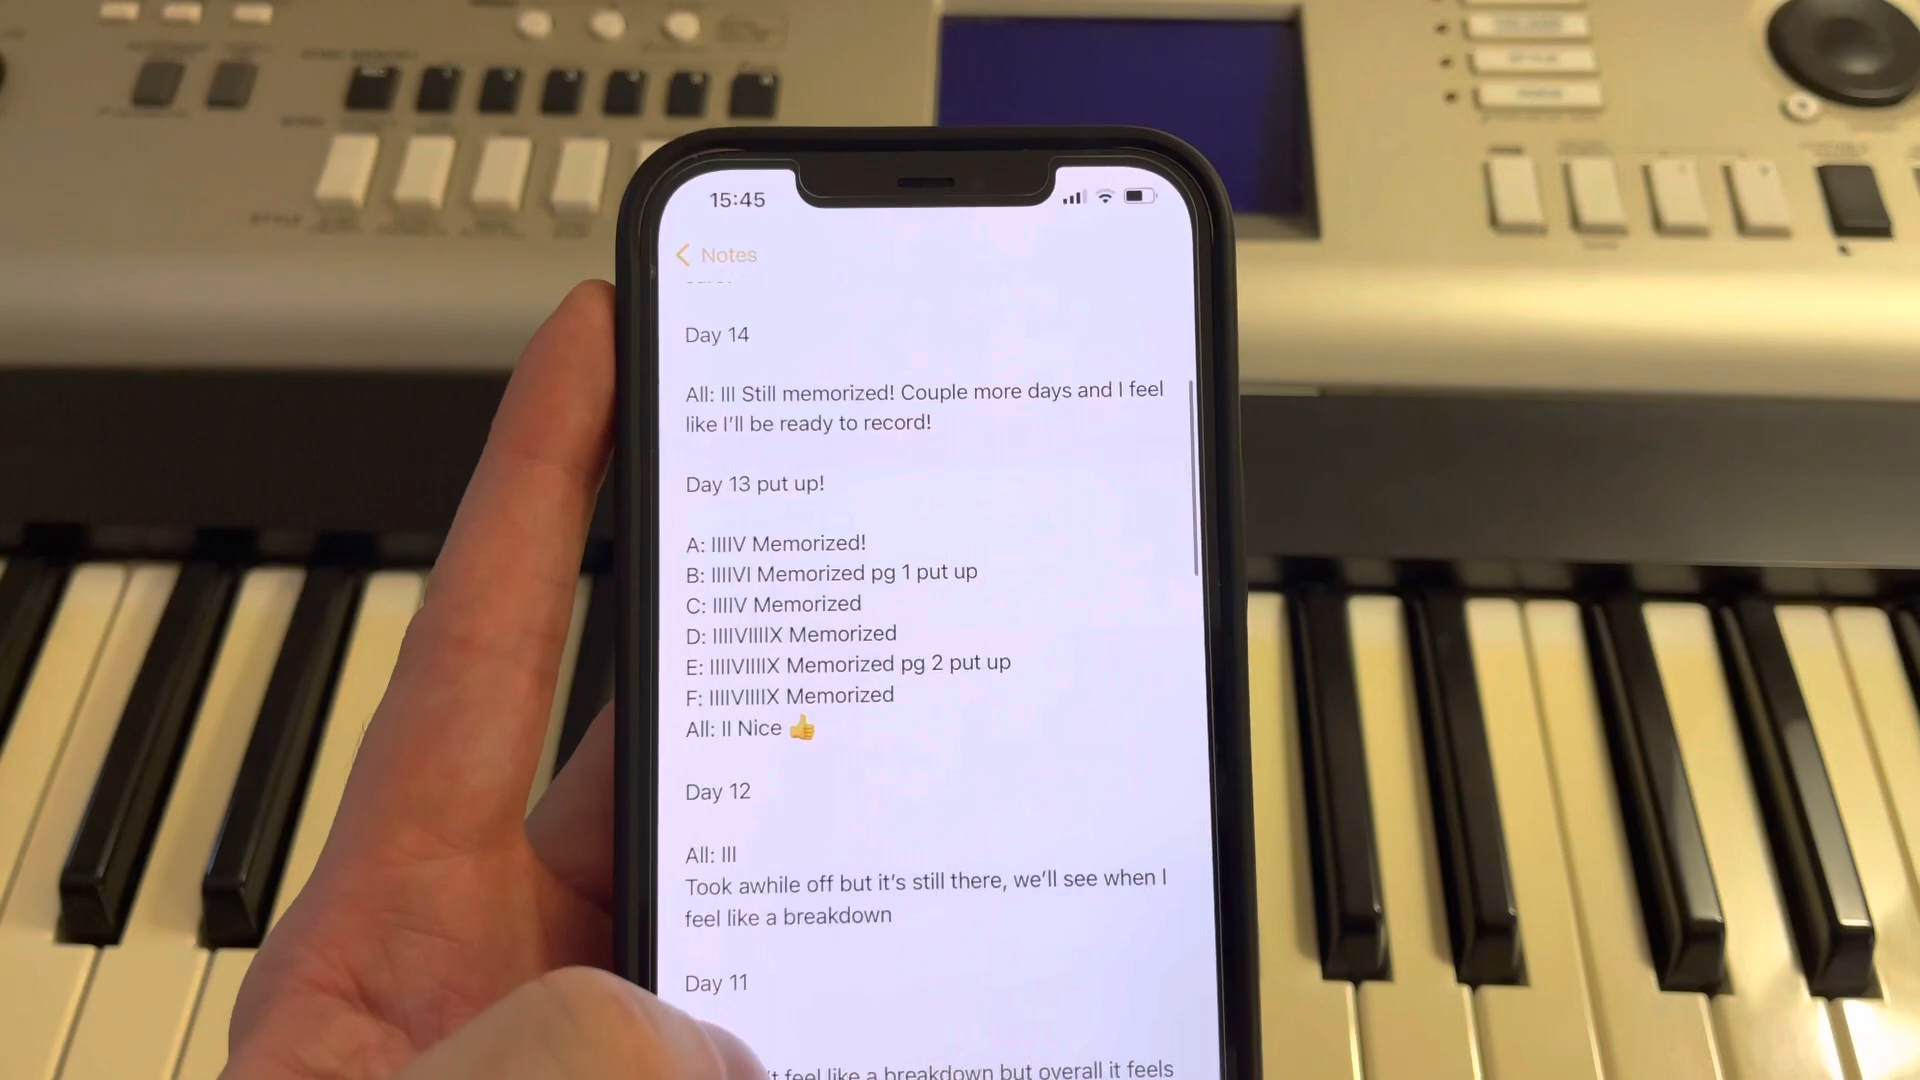 15:45
Notes
Day 14
All: III Still memorized! Couple more days and I feel
like I'll be ready to record!
Day 13 put up!
A: IIIIV Memorized!
B: IIIIVI Memorized pg 1 put up
C: IIIIV Memorized
D: IIIIVIIIIX Memorized
E: IIIIVIIIIX Memorized pg 2 put up
F: IIIIVIIIIX Memorized
All: II Nice 👍
Day 12
All: III
Took awhile off but it's still there, we'll see when I
feel like a breakdown
Day 11
feel like a breakdown but overall it feels